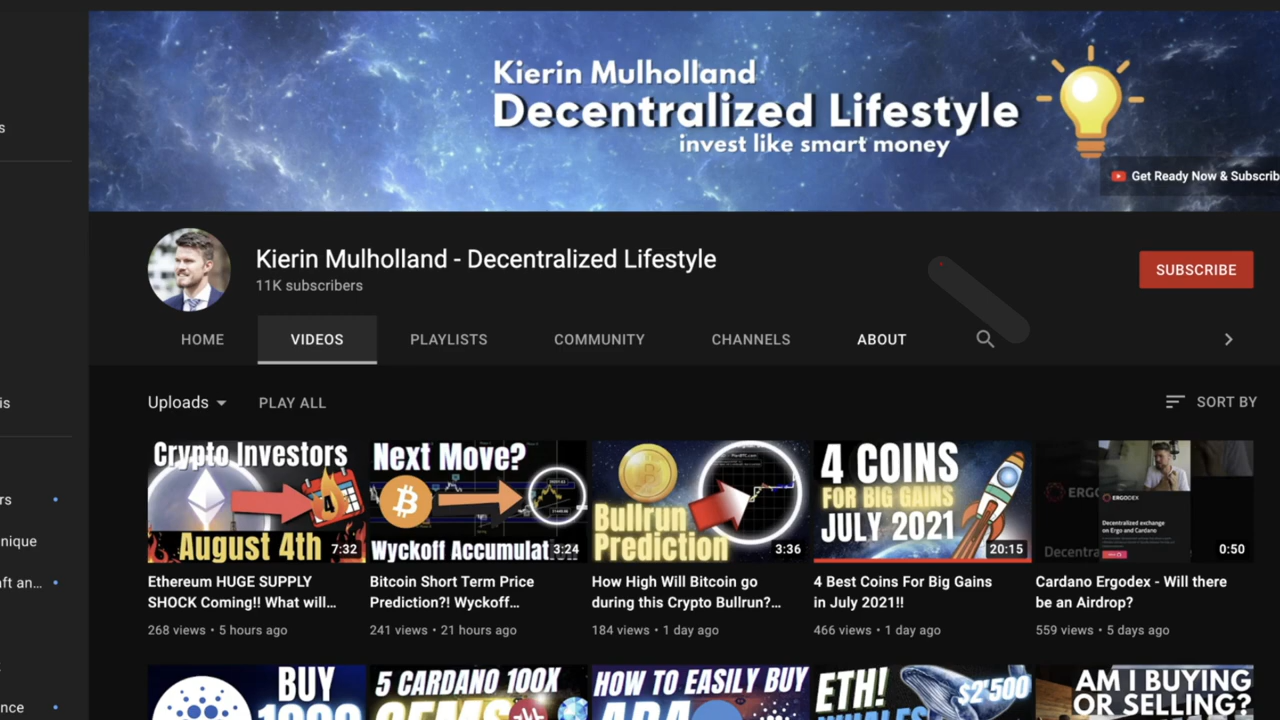 Kierin Mulholland
Decentralized Lifestyle
invest like smart money
Get Ready Now & Subscrib
Kierin Mulholland - Decentralized Lifestyle
11K subscribers
SUBSCRIBE
HOME VIDEOS PLAYLISTS COMMUNITY CHANNELS ABOUT
Uploads PLAY ALL SORT BY
Crypto Investors
4
August 4th
7:32
Next Move?
Wyckoff Accumulat
3:24
Bullrun
Prediction
3:36
4 COINS
FOR BIG GAINS
JULY 2021
20:15
ERGODEX
Decentralized exchange
on Ergo and Cardano
Decentra
0:50
Ethereum HUGE SUPPLY
SHOCK Coming!! What will...
268 views • 5 hours ago
Bitcoin Short Term Price
Prediction?! Wyckoff...
241 views • 21 hours ago
How High Will Bitcoin go
during this Crypto Bullrun?...
184 views • 1 day ago
4 Best Coins For Big Gains
in July 2021!!
466 views • 1 day ago
Cardano Ergodex - Will there
be an Airdrop?
559 views • 5 days ago
s
is
rs
nique
ft an...
nce
BUY
1000
5 CARDANO 100X
GEMS
HOW TO EASILY BUY
ADA
ETH!
WHALES
$2'500
AM I BUYING
OR SELLING?